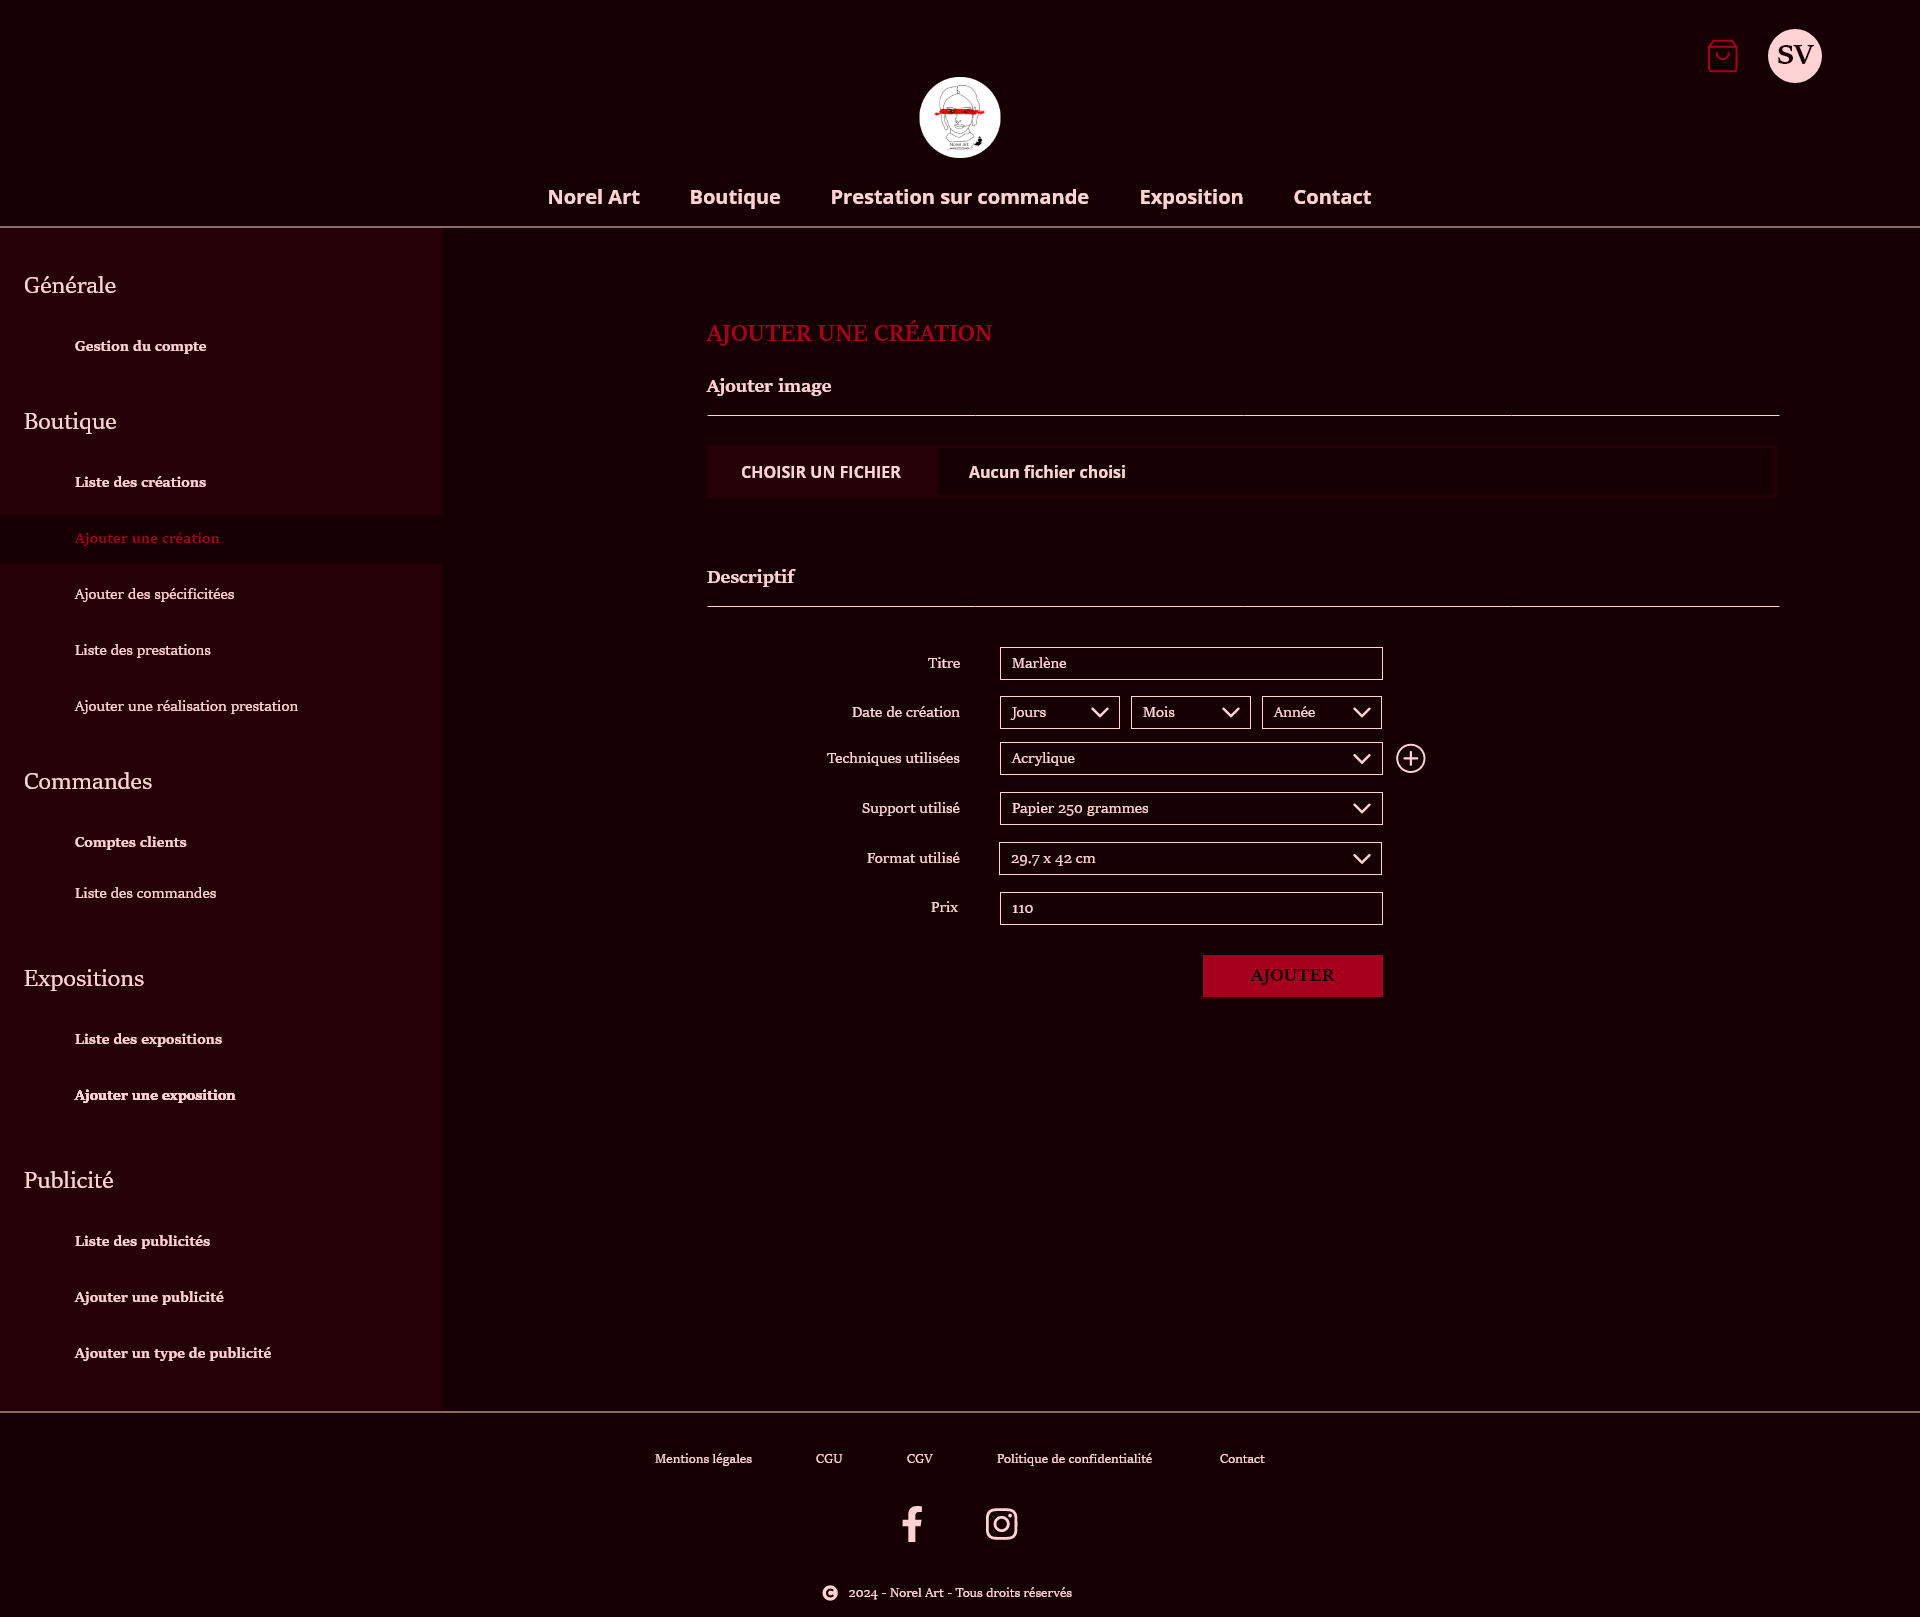 SV
Norel Art
Norel Art Boutique Prestation sur commande Exposition Contact
Générale
Gestion du compte
Boutique
Liste des créations
Ajouter une création
Ajouter des spécificitées
Liste des prestations
Ajouter une réalisation prestation
Commandes
Comptes clients
Liste des commandes
Expositions
Liste des expositions
Ajouter une exposition
Publicité
Liste des publicités
Ajouter une publicité
Ajouter un type de publicité
AJOUTER UNE CRÉATION
Ajouter image
CHOISIR UN FICHIER Aucun fichier choisi
Descriptif
Titre Marlène
Date de création Jours Mois Année
Techniques utilisées Acrylique
Support utilisé Papier 250 grammes
Format utilisé 29.7 x 42 cm
Prix 110
AJOUTER
Mentions légales CGU CGV Politique de confidentialité Contact
© 2024 - Norel Art - Tous droits réservés